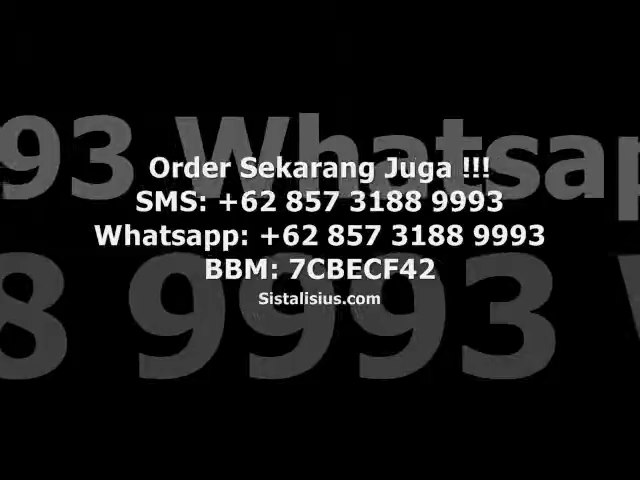 93 Whatsap
Order Sekarang Juga !!!
SMS: +62 857 3188 9993
Whatsapp: +62 857 3188 9993
BBM: 7CBECF42
Sistalisius.com
8 9993